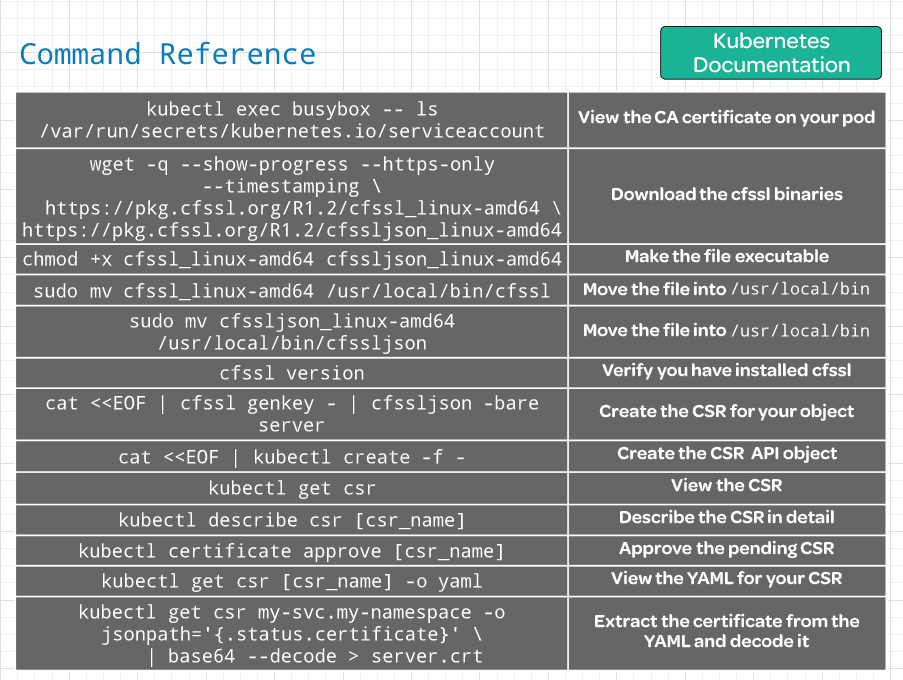 Command Reference
Kubernetes
Documentation
kubectl exec busybox -- ls
/var/run/secrets/kubernetes.io/serviceaccount
View the CA certificate on your pod
wget -q --show-progress --https-only
--timestamping \
https://pkg.cfssl.org/R1.2/cfssl_linux-amd64 \
https://pkg.cfssl.org/R1.2/cfssljson_linux-amd64
Download the cfssl binaries
chmod +x cfssl_linux-amd64 cfssljson_linux-amd64
Make the file executable
sudo mv cfssl_linux-amd64 /usr/local/bin/cfssl
Move the file into /usr/local/bin
sudo mv cfssljson_linux-amd64
/usr/local/bin/cfssljson
Move the file into /usr/local/bin
cfssl version
Verify you have installed cfssl
cat <<EOF | cfssl genkey - | cfssljson -bare
server
Create the CSR for your object
cat <<EOF | kubectl create -f -
Create the CSR API object
kubectl get csr
View the CSR
kubectl describe csr [csr_name]
Describe the CSR in detail
kubectl certificate approve [csr_name]
Approve the pending CSR
kubectl get csr [csr_name] -o yaml
View the YAML for your CSR
kubectl get csr my-svc.my-namespace -o
jsonpath='{.status.certificate}' \
| base64 --decode > server.crt
Extract the certificate from the
YAML and decode it